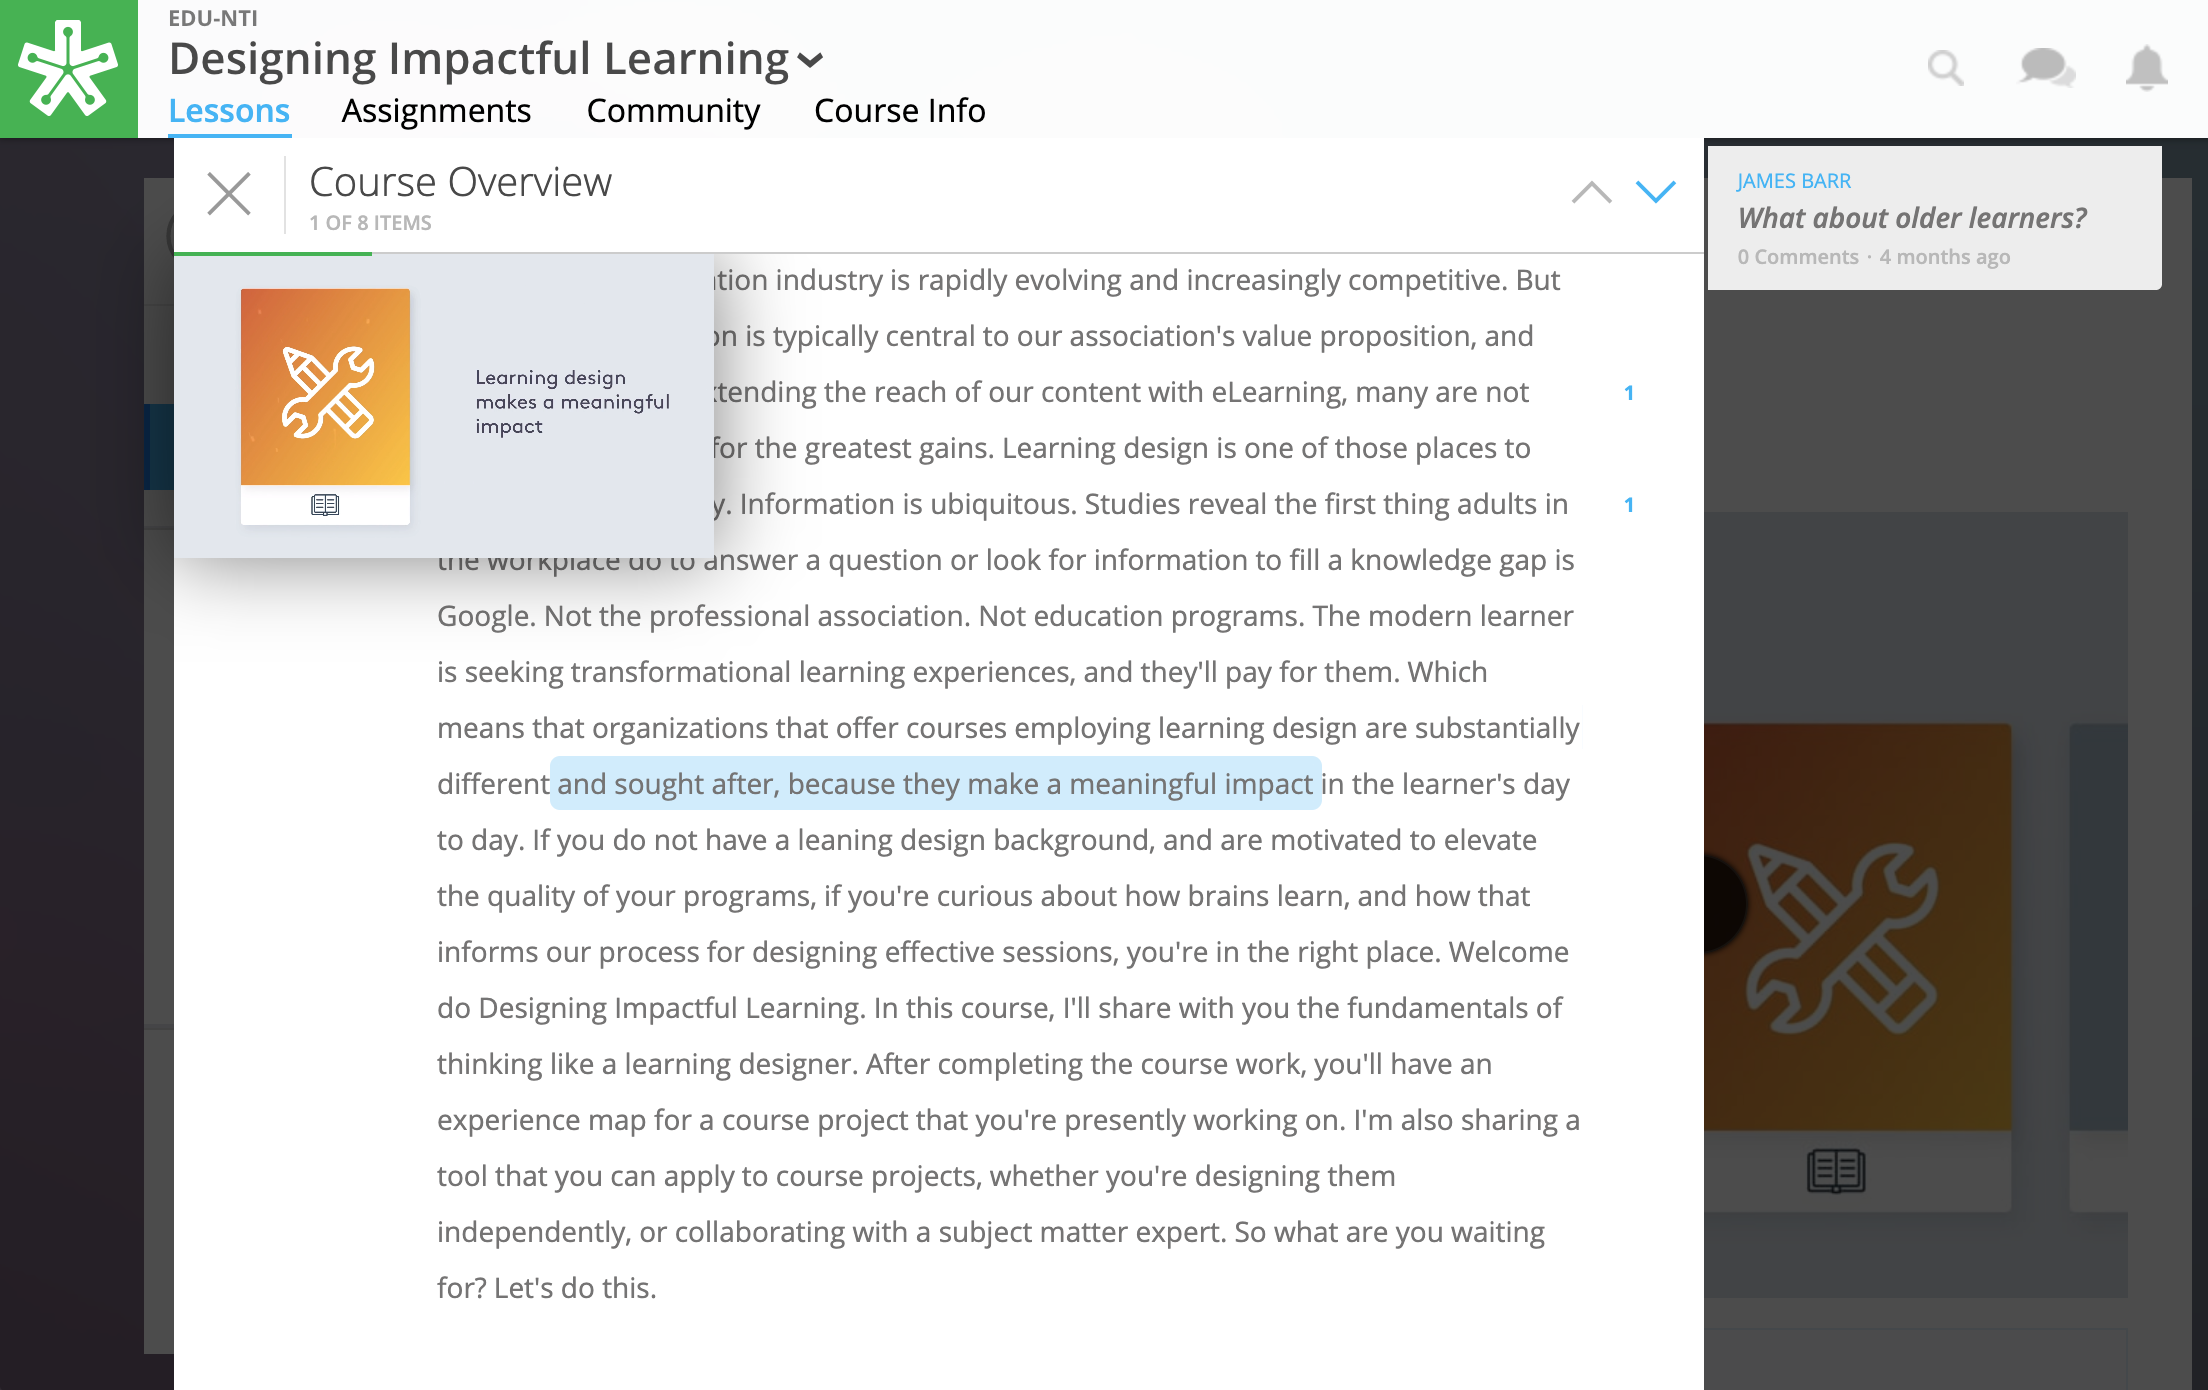 EDU-NTI
Designing Impactful Learning
Lessons Assignments Community Course Info
Course Overview
1 OF 8 ITEMS
JAMES BARR
What about older learners?
0 Comments · 4 months ago
Learning design
makes a meaningful
impact
industry is rapidly evolving and increasingly competitive. But
is typically central to our association's value proposition, and
the reach of our content with eLearning, many are not
1
for the greatest gains. Learning design is one of those places to
Information is ubiquitous. Studies reveal the first thing adults in
1
the workplace do to answer a question or look for information to fill a knowledge gap is
Google. Not the professional association. Not education programs. The modern learner
is seeking transformational learning experiences, and they'll pay for them. Which
means that organizations that offer courses employing learning design are substantially
different and sought after, because they make a meaningful impact in the learner's day
to day. If you do not have a leaning design background, and are motivated to elevate
the quality of your programs, if you're curious about how brains learn, and how that
informs our process for designing effective sessions, you're in the right place. Welcome
do Designing Impactful Learning. In this course, I'll share with you the fundamentals of
thinking like a learning designer. After completing the course work, you'll have an
experience map for a course project that you're presently working on. I'm also sharing a
tool that you can apply to course projects, whether you're designing them
independently, or collaborating with a subject matter expert. So what are you waiting
for? Let's do this.